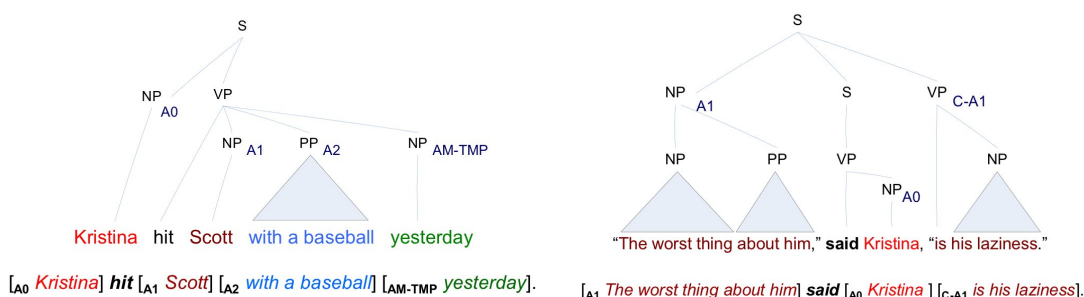 S
NP A0 VP
NP A1 PP A2 NP AM-TMP
Kristina hit Scott with a baseball yesterday
[A0 Kristina] hit [A1 Scott] [A2 with a baseball] [AM-TMP yesterday].
S
NP A1 S VP C-A1
NP PP VP NP
NP A0
“The worst thing about him,” said Kristina, “is his laziness.”
[A1 The worst thing about him] said [A0 Kristina ] [C-A1 is his laziness].